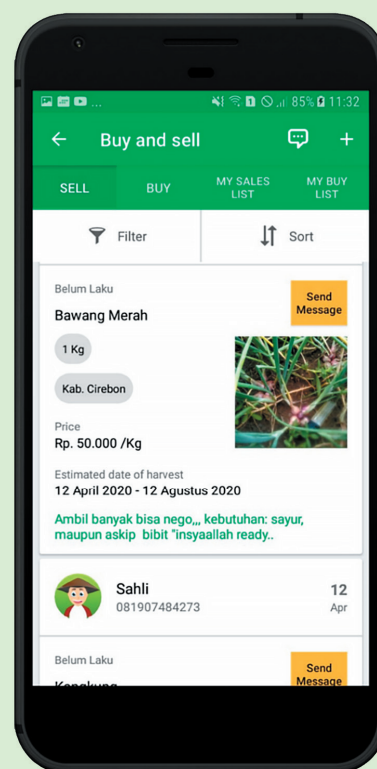 85% 11:32
Buy and sell
SELL
BUY
MY SALES
LIST
MY BUY
LIST
Filter
Sort
Belum Laku
Send
Message
Bawang Merah
1 Kg
Kab. Cirebon
Price
Rp. 50.000 /Kg
Estimated date of harvest
12 April 2020 - 12 Agustus 2020
Ambil banyak bisa nego,,, kebutuhan: sayur,
maupun askip bibit "insyaallah ready..
Sahli
12
081907484273
Apr
Belum Laku
Send
Message
Kangkung